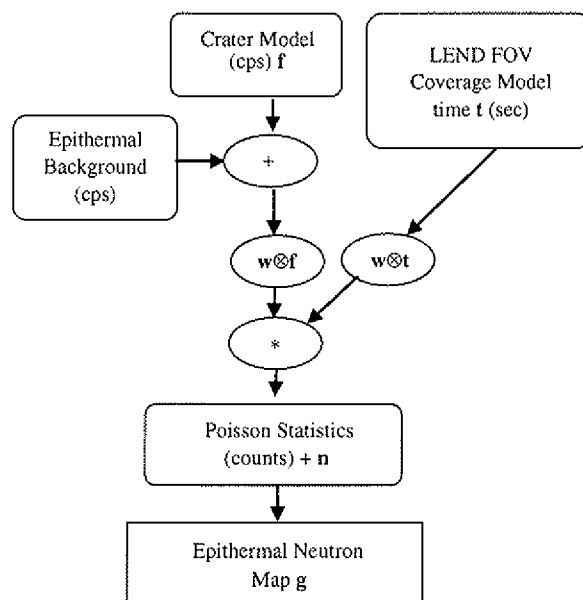 Crater Model
(cps) f
LEND FOV
Coverage Model
time t (sec)
Epithermal
Background
(cps)
+
w⊗f
w⊗t
*
Poisson Statistics
(counts) + n
Epithermal Neutron
Map g